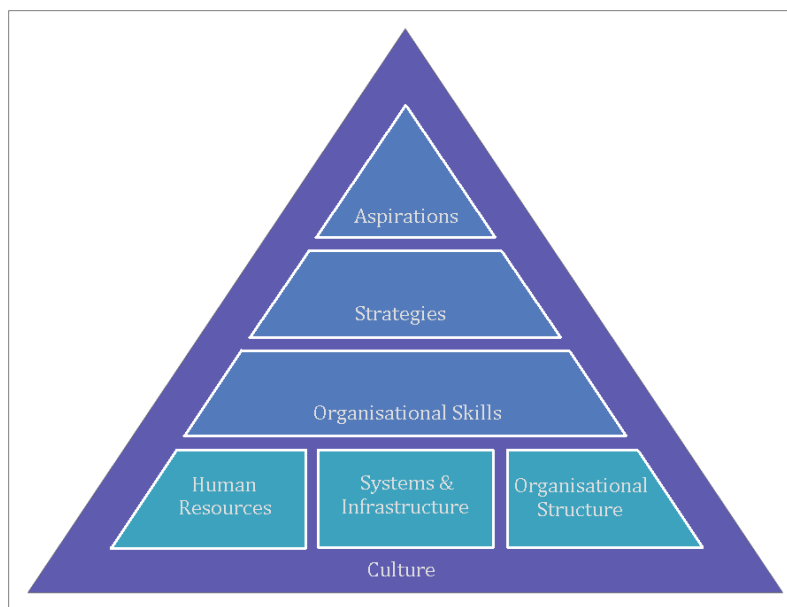 Aspirations
Strategies
Organisational Skills
Human
Resources
Systems &
Infrastructure
Organisational
Structure
Culture